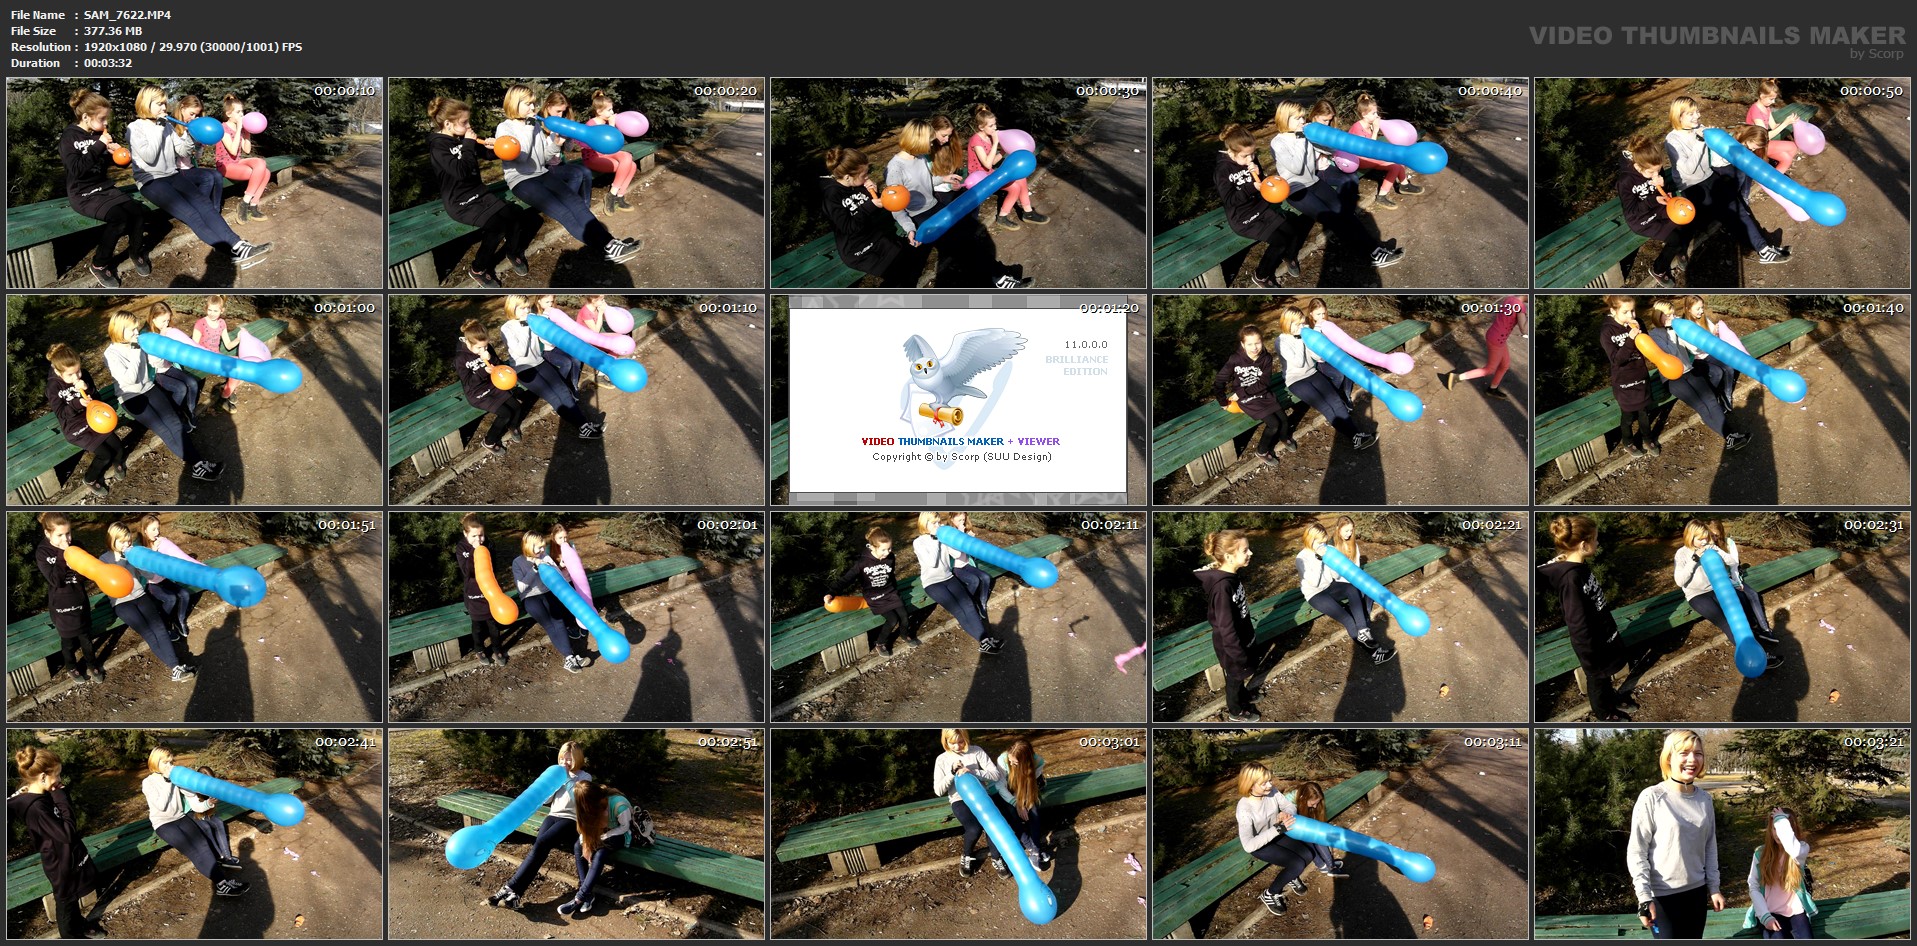 File Name : SAM_7622.MP4
File Size : 377.36 MB
Resolution : 1920x1080 / 29.970 (30000/1001) FPS
Duration : 00:03:32
VIDEO THUMBNAILS MAKER
by Scorp
00:00:10
00:00:20
00:00:30
00:00:40
00:00:50
00:01:00
00:01:10
00:01:20
11.0.0.0
BRILLIANCE
EDITION
VIDEO THUMBNAILS MAKER + VIEWER
Copyright © by Scorp (SUU Design)
00:01:30
00:01:40
00:01:51
00:02:01
00:02:11
00:02:21
00:02:31
00:02:41
00:02:51
00:03:01
00:03:11
00:03:21